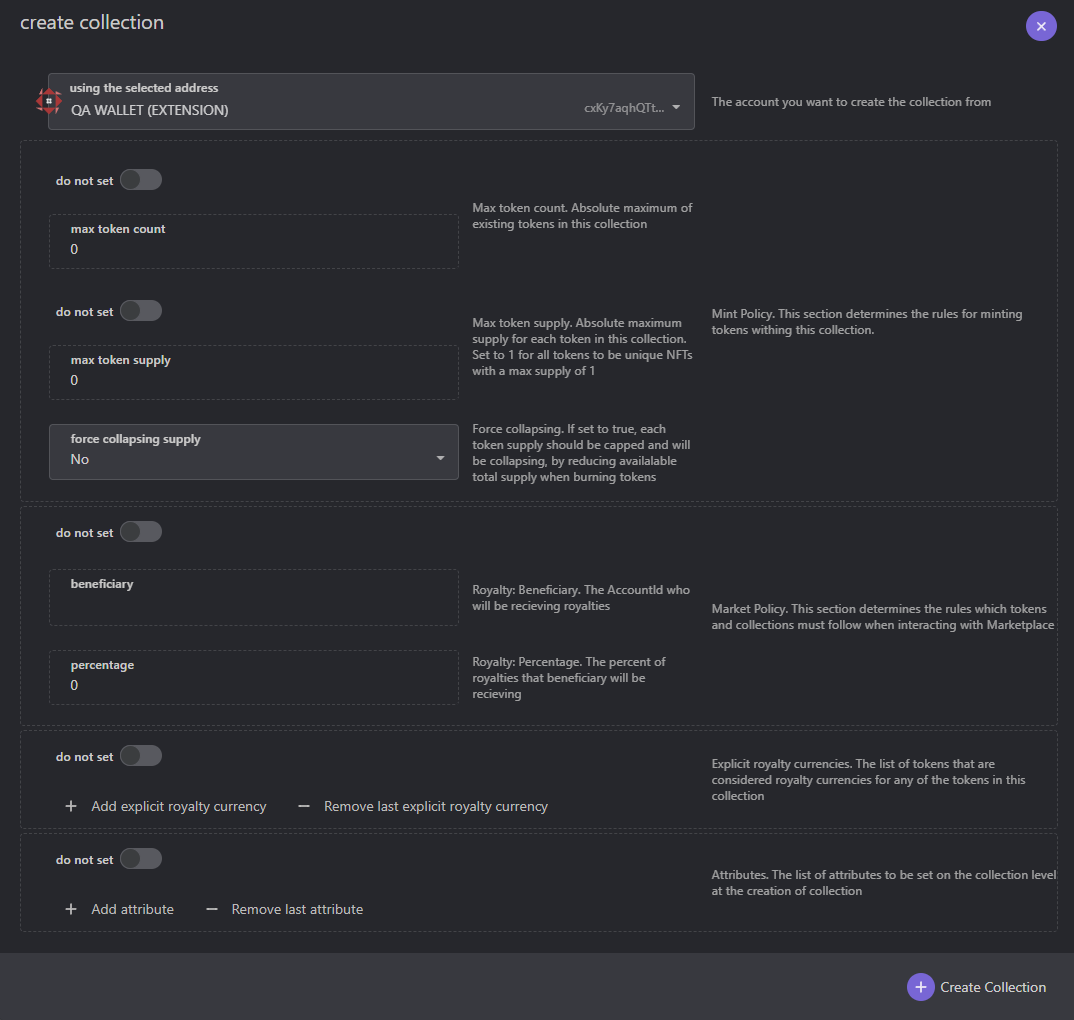 create collection
using the selected address
QA WALLET (EXTENSION)
cxKy7aqhQTt...
The account you want to create the collection from
do not set
max token count
0
Max token count. Absolute maximum of
existing tokens in this collection
do not set
max token supply
0
Max token supply. Absolute maximum
supply for each token in this collection.
Set to 1 for all tokens to be unique NFTs
with a max supply of 1
force collapsing supply
No
Force collapsing. If set to true, each
token supply should be capped and will
be collapsing, by reducing availalable
total supply when burning tokens
Mint Policy. This section determines the rules for minting
tokens withing this collection.
do not set
beneficiary
Royalty: Beneficiary. The AccountId who
will be recieving royalties
percentage
0
Royalty: Percentage. The percent of
royalties that beneficiary will be
recieving
Market Policy. This section determines the rules which tokens
and collections must follow when interacting with Marketplace
do not set
Add explicit royalty currency
Remove last explicit royalty currency
Explicit royalty currencies. The list of tokens that are
considered royalty currencies for any of the tokens in this
collection
do not set
Add attribute
Remove last attribute
Attributes. The list of attributes to be set on the collection level
at the creation of collection
Create Collection